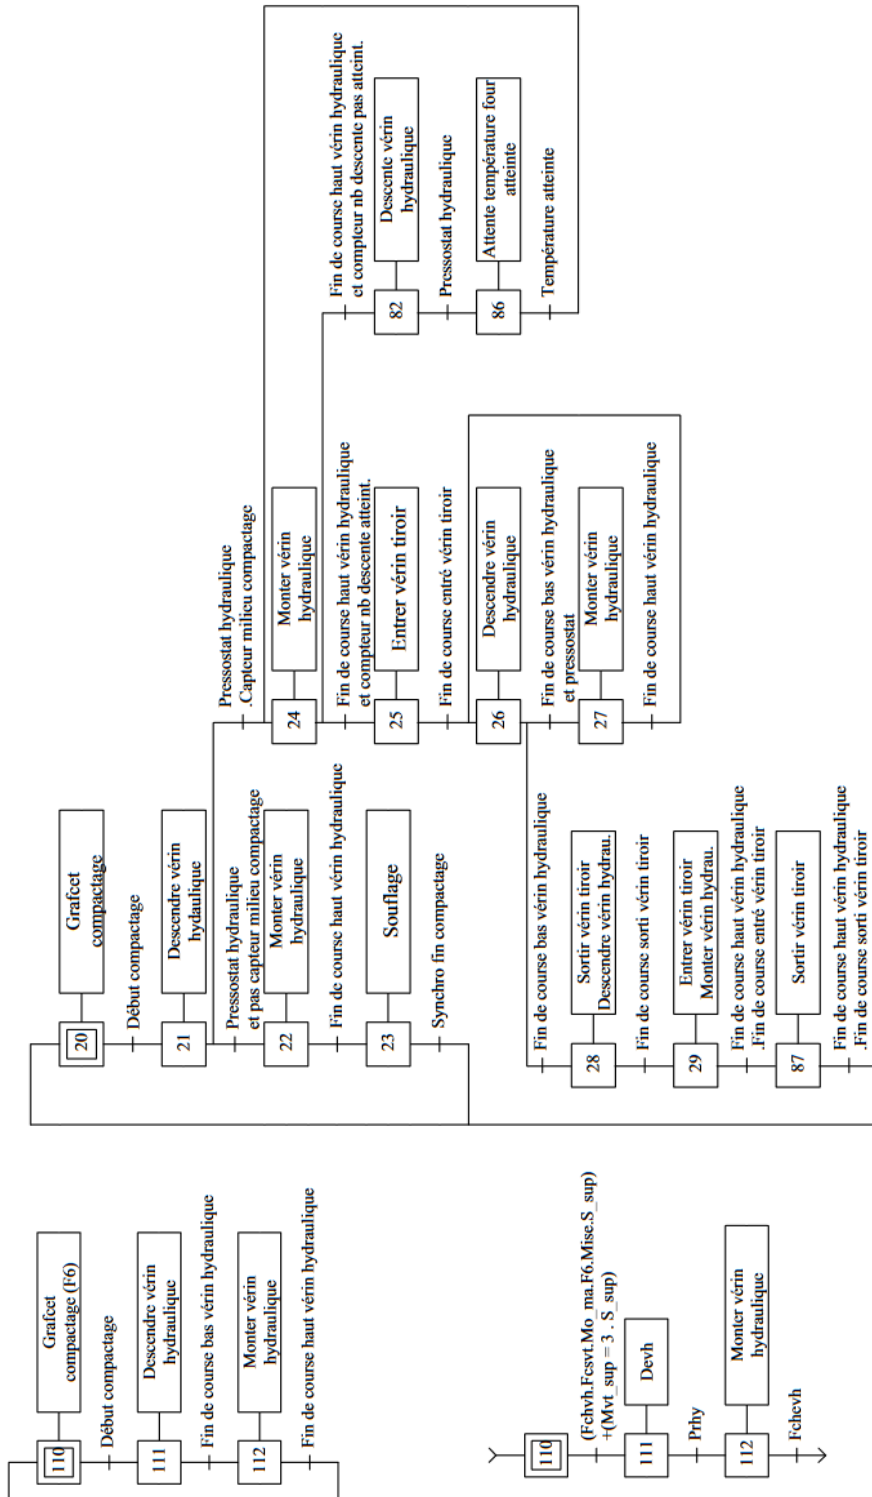 110
Grafcet
compactage (F6)
Début compactage
111
Descendre vérin
hydraulique
Fin de course bas vérin hydraulique
112
Monter vérin
hydraulique
Fin de course haut vérin hydraulique
110
(Fchvh.Fcsvt.Mo_ma.F6.Mise.S_sup)
+(Mvt_sup = 3 . S_sup)
111
Devh
Prhy
112
Monter vérin
hydraulique
Fchevh
20
Grafcet
compactage
Début compactage
21
Descendre vérin
hydaulique
Pressostat hydraulique
et pas capteur milieu compactage
22
Monter vérin
hydraulique
Fin de course haut vérin hydraulique
23
Souflage
Synchro fin compactage
Pressostat hydraulique
.Capteur milieu compactage
24
Monter vérin
hydraulique
Fin de course haut vérin hydraulique
et compteur nb descente atteint.
25
Entrer vérin tiroir
Fin de course entré vérin tiroir
26
Descendre vérin
hydraulique
Fin de course bas vérin hydraulique
et pressostat
27
Monter vérin
hydraulique
Fin de course haut vérin hydraulique
Fin de course haut vérin hydraulique
et compteur nb descente pas atteint.
82
Descente vérin
hydraulique
Pressostat hydraulique
86
Attente température four
atteinte
Température atteinte
Fin de course bas vérin hydraulique
28
Sortir vérin tiroir
Descendre vérin hydrau.
Fin de course sorti vérin tiroir
29
Entrer vérin tiroir
Monter vérin hydrau.
Fin de course haut vérin hydraulique
.Fin de course entré vérin tiroir
87
Sortir vérin tiroir
Fin de course haut vérin hydraulique
.Fin de course sorti vérin tiroir